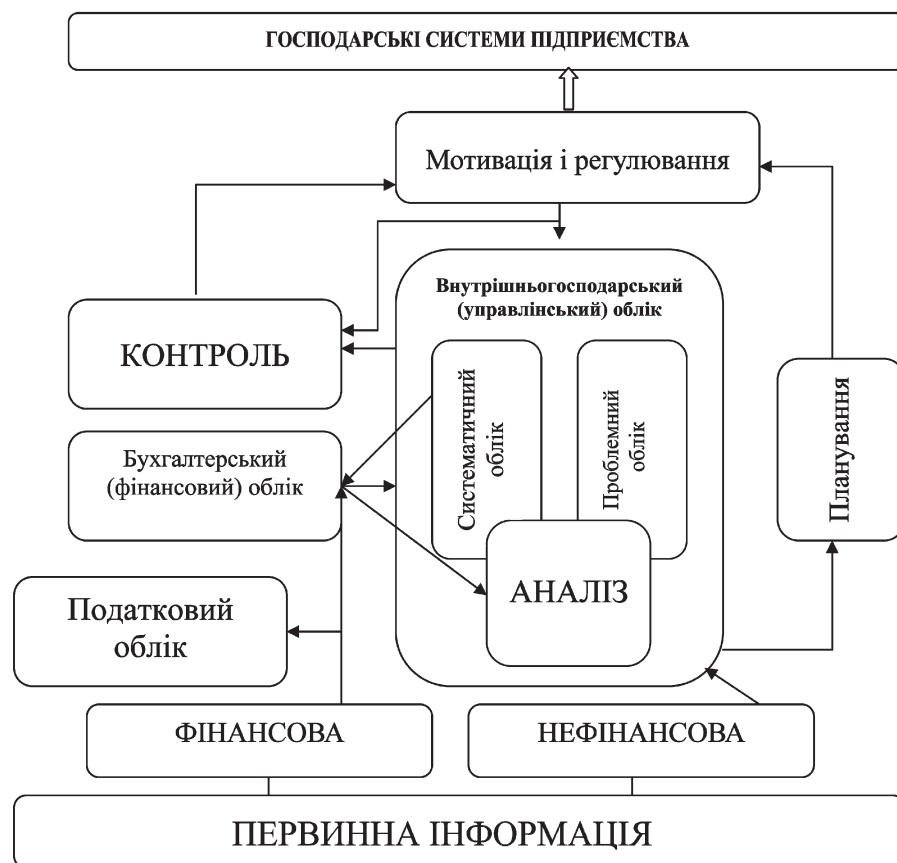 ГОСПОДАРСЬКІ СИСТЕМИ ПІДПРИЄМСТВА
Мотивація і регулювання
Внутрішньогосподарський
(управлінський) облік
КОНТРОЛЬ
Систематичний
облік
Проблемний
облік
Планування
Бухгалтерський
(фінансовий) облік
АНАЛІЗ
Податковий
облік
ФІНАНСОВА
НЕФІНАНСОВА
ПЕРВИННА ІНФОРМАЦІЯ